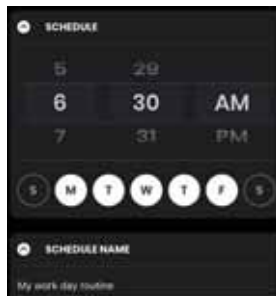 SCHEDULE
5 29
6 30 AM
7 31 PM
S M T W T F S
SCHEDULE NAME
My work day routine